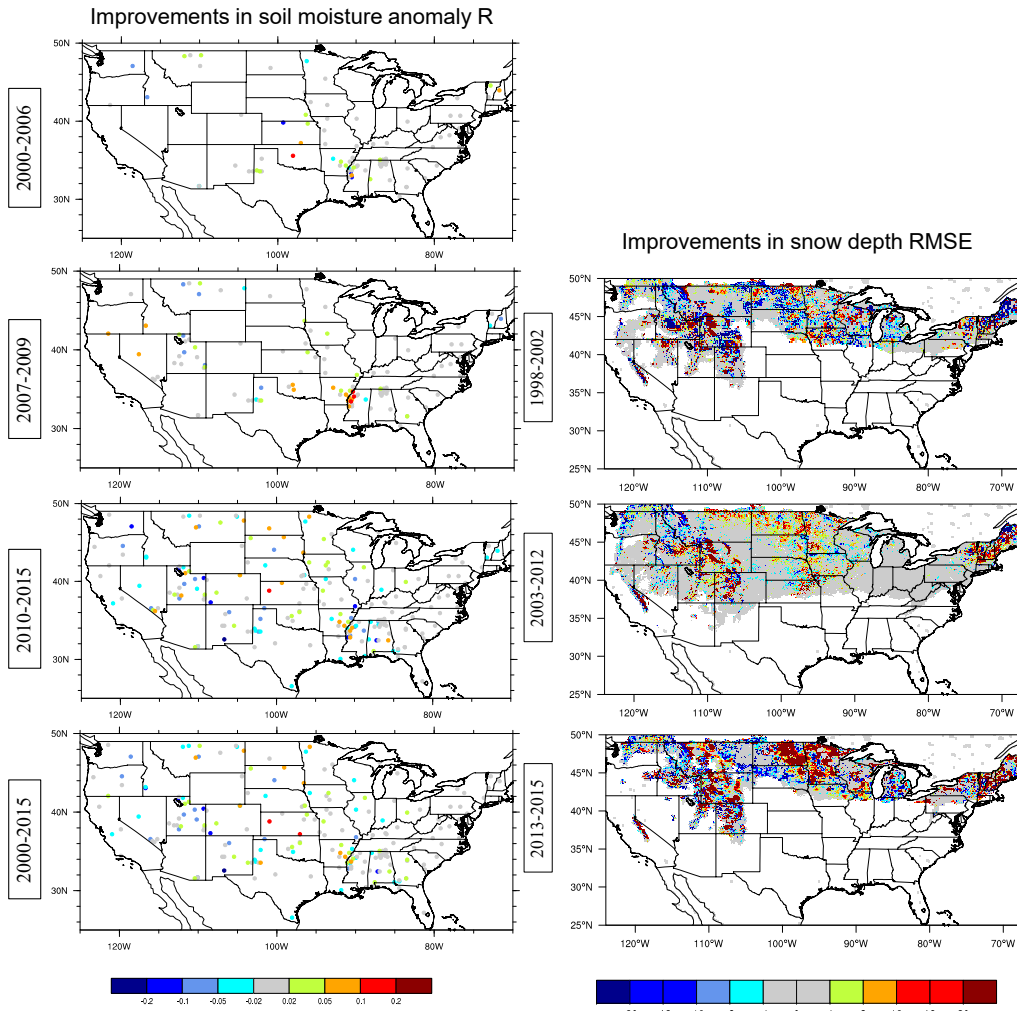 Improvements in soil moisture anomaly R
50N
40N
30N
120W
100W
80W
2000-2006
50N
40N
30N
120W
100W
80W
2007-2009
50N
40N
30N
120W
100W
80W
2010-2015
50N
40N
30N
120W
100W
80W
2000-2015
-0.2 -0.1 -0.05 -0.02 0.02 0.05 0.1 0.2
Improvements in snow depth RMSE
50°N
45°N
40°N
35°N
30°N
25°N
120°W 110°W 100°W 90°W 80°W 70°W
1998-2002
50°N
45°N
40°N
35°N
30°N
25°N
120°W 110°W 100°W 90°W 80°W 70°W
2003-2012
50°N
45°N
40°N
35°N
30°N
25°N
120°W 110°W 100°W 90°W 80°W 70°W
2013-2015